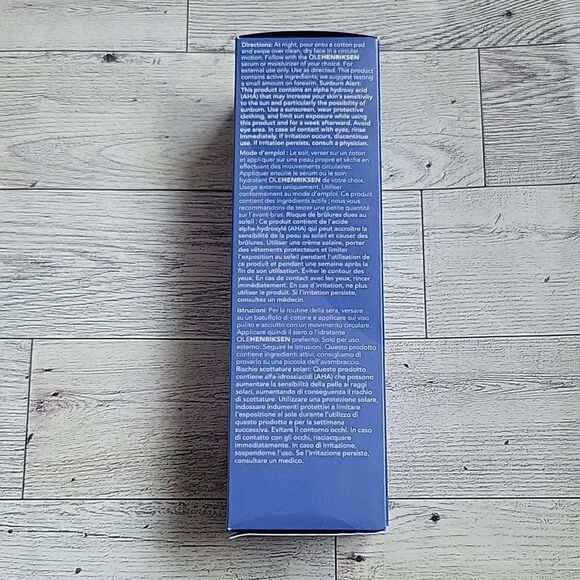 Directions: At night, pour onto a cotton pad
and swipe over clean, dry face in a circular
motion. Follow with the OLEHENRIKSEN
serum or moisturizer of your choice. For
external use only. Use as directed. This product
contains active ingredients; we suggest testing
a small amount on forearm. Sunburn Alert:
This product contains an alpha hydroxy acid
(AHA) that may increase your skin's sensitivity
to the sun and particularly the possibility of
sunburn. Use a sunscreen, wear protective
clothing, and limit sun exposure while using
this product and for a week afterward. Avoid
eye area. In case of contact with eyes, rinse
immediately. If irritation occurs, discontinue
use. If irritation persists, consult a physician.
Mode d'emploi : Le soir, verser sur un coton
et appliquer sur une peau propre et sèche en
effectuant des mouvements circulaires.
Appliquer ensuite le sérum ou le soin
hydratant OLEHENRIKSEN de votre choix.
Usage externe uniquement. Utiliser
conformément au mode d'emploi. Ce produit
contient des ingrédients actifs ; nous vous
recommandons de tester une petite quantité
sur l'avant-bras. Risque de brûlures dues au
soleil : Ce produit contient de l'acide
alpha-hydroxylé (AHA) qui peut accroître la
sensibilité de la peau au soleil et causer des
brûlures. Utiliser une crème solaire, porter
des vêtements protecteurs et limiter
l'exposition au soleil pendant l'utilisation de
ce produit et pendant une semaine après la
fin de son utilisation. Éviter le contour des
yeux. En cas de contact avec les yeux, rincer
immédiatement. En cas d'irritation, ne plus
utiliser le produit. Si l'irritation persiste,
consultez un médecin.
Istruzioni: Per la routine della sera, versare
su un batuffolo di cotone e applicare sul viso
pulito e asciutto con un movimento circolare.
Applicare quindi il siero o l'idratante
OLEHENRIKSEN preferito. Solo per uso
esterno. Seguire le istruzioni. Questo prodotto
contiene ingredienti attivi: consigliamo di
provarlo su una piccola dell'avambraccio.
Rischio scottature solari: Questo prodotto
contiene alfa-idrossiacidi (AHA) che possono
aumentare la sensibilità della pelle ai raggi
solari, aumentando di conseguenza il rischio
di scottature. Utilizzare una protezione solare,
indossare indumenti protettivi e limitare
l'esposizione al sole durante l'utilizzo di
questo prodotto e per la settimana
successiva. Evitare il contorno occhi. In caso
di contatto con gli occhi, risciacquare
immediatamente. In caso di irritazione,
sospenderne l'uso. Se l'irritazione persiste,
consultare un medico.